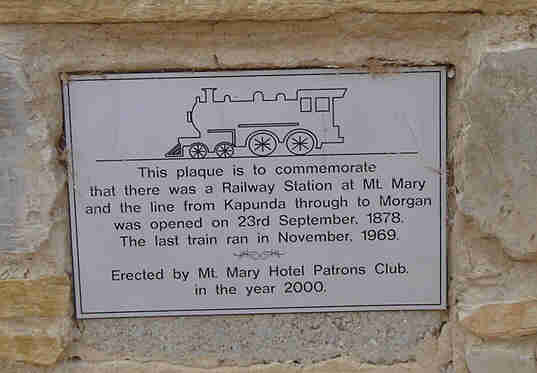 This plaque is to commemorate
that there was a Railway Station at Mt. Mary
and the line from Kapunda through to Morgan
was opened on 23rd September. 1878.
The last train ran in November. 1969.
Erected by Mt. Mary Hotel Patrons Club.
in the year 2000.